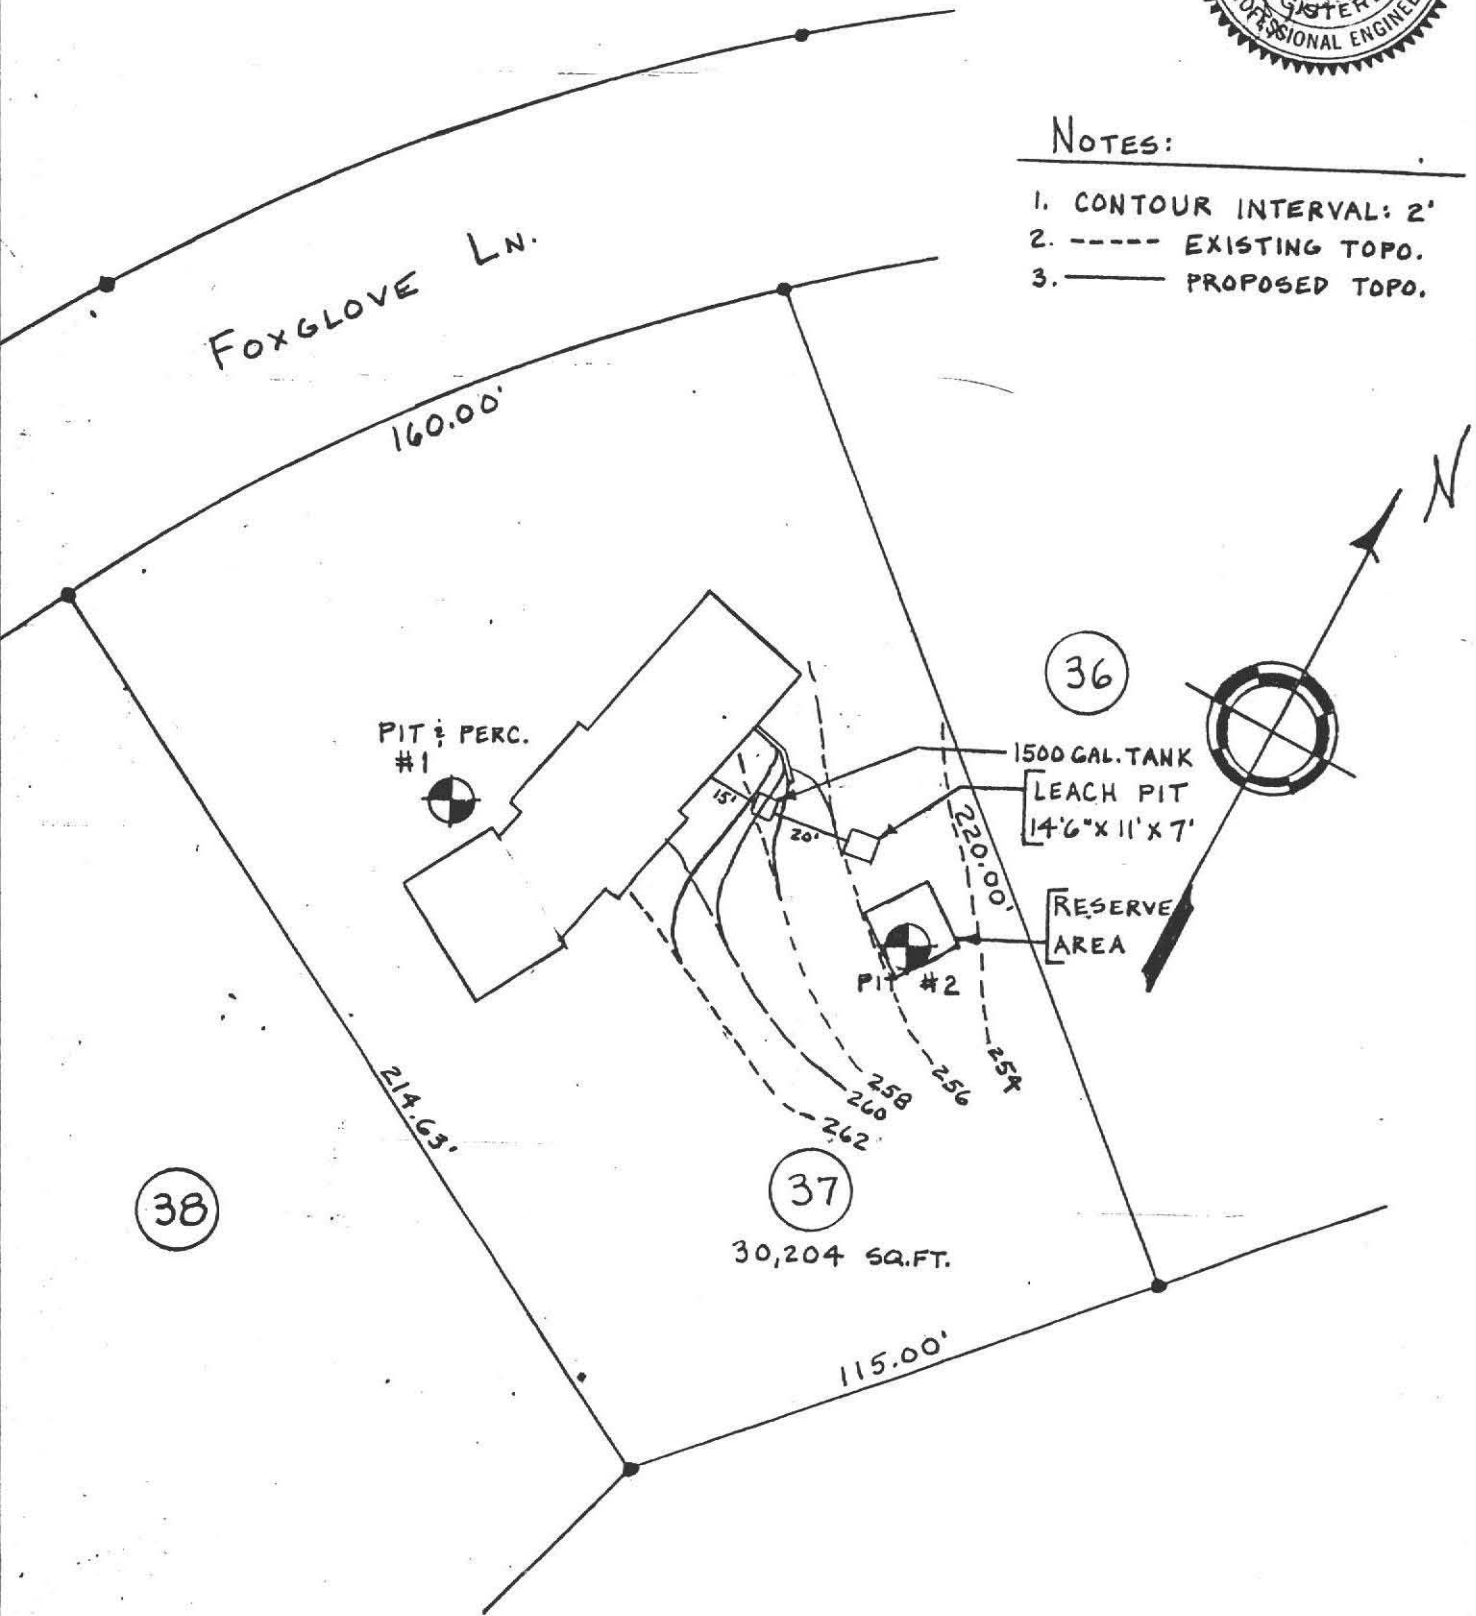 PROFESSIONAL ENGINEER
NOTES:
1. CONTOUR INTERVAL: 2'
2. ----- EXISTING TOPO.
3. ——— PROPOSED TOPO.
FOXGLOVE LN.
160.00'
N
36
PIT & PERC.
#1
1500 GAL. TANK
LEACH PIT
14'6" X 11' X 7'
15'
20'
220.00'
RESERVE
AREA
PIT #2
254
256
258
260
262
214.63'
38
37
30,204 SQ.FT.
115.00'